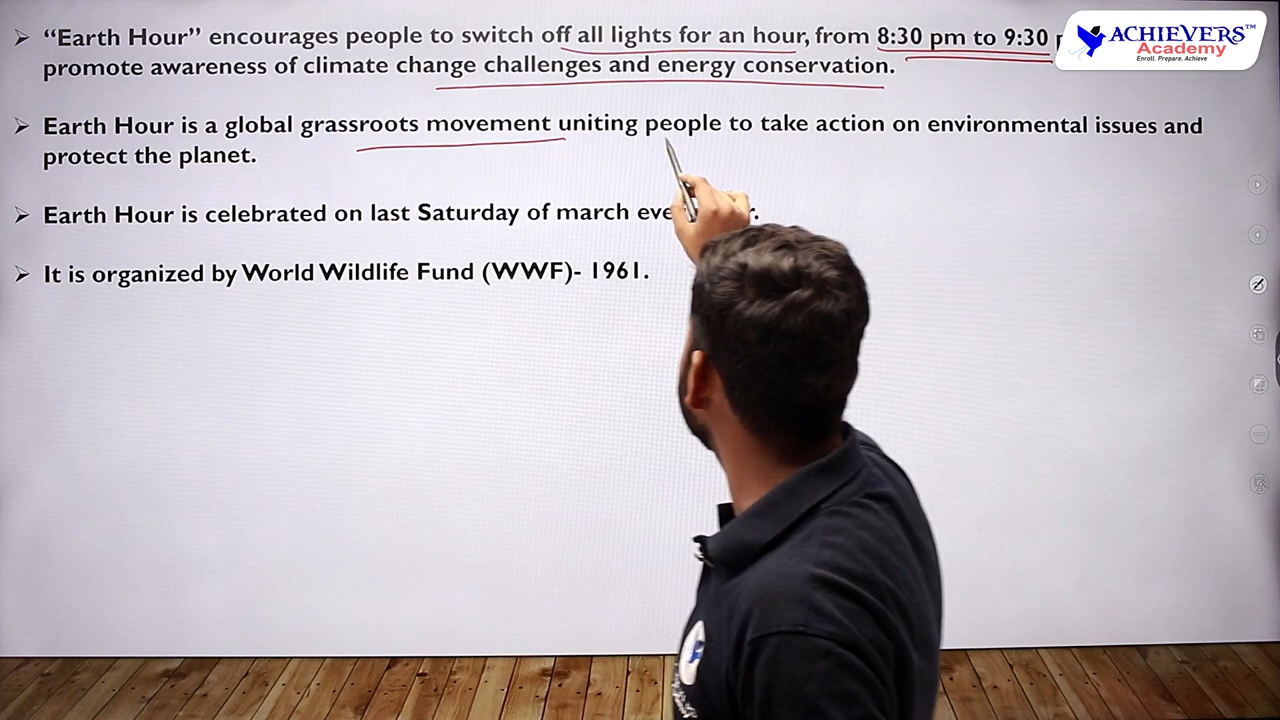 ➢ “Earth Hour” encourages people to switch off all lights for an hour, from 8:30 pm to 9:30
promote awareness of climate change challenges and energy conservation.
➢ Earth Hour is a global grassroots movement uniting people to take action on environmental issues and
protect the planet.
➢ Earth Hour is celebrated on last Saturday of march
➢ It is organized by World Wildlife Fund (WWF)- 1961.
ACHIEVERS™
Academy
Enroll. Prepare. Achieve